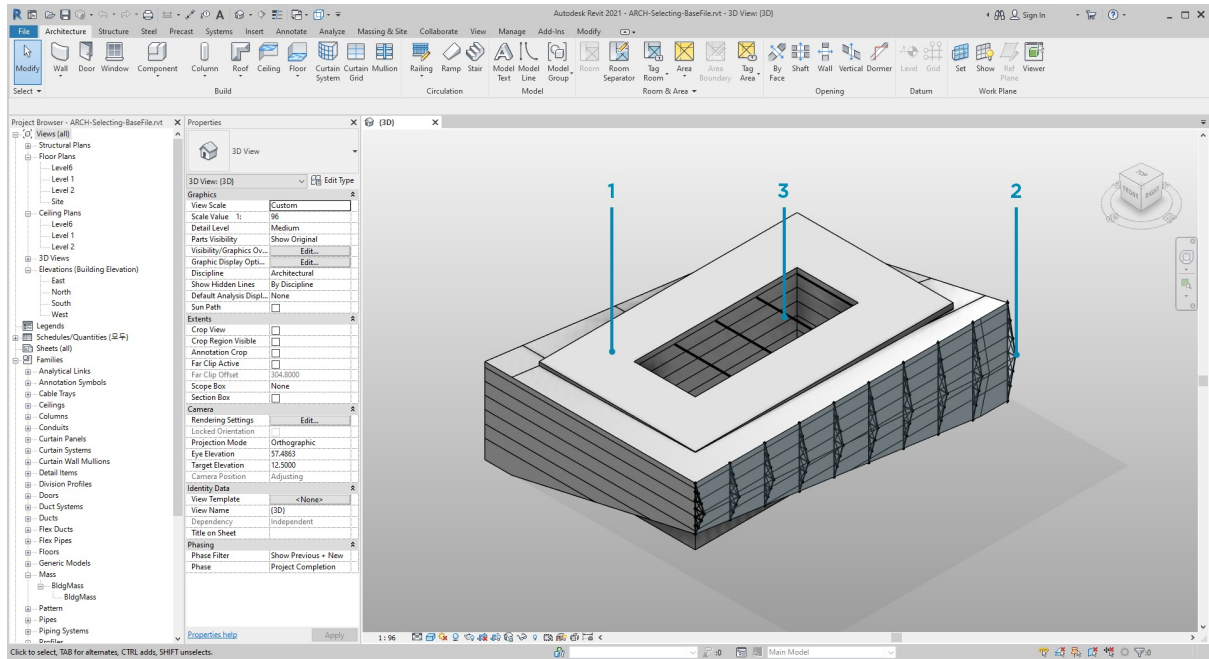 Autodesk Revit 2021 - ARCH-Selecting-BaseFile.rvt - 3D View: {3D}
Sign In
File Architecture Structure Steel Precast Systems Insert Annotate Analyze Massing & Site Collaborate View Manage Add-Ins Modify
Modify Wall Door Window Component Column Roof Ceiling Floor Curtain System Curtain Grid Mullion Railing Ramp Stair Model Text Model Line Model Group Room Room Separator Tag Room Area Area Boundary Tag Area By Face Shaft Wall Vertical Dormer Level Grid Set Show Ref Plane Viewer
Select Build Circulation Model Room & Area Opening Datum Work Plane
Project Browser - ARCH-Selecting-BaseFile.rvt
Views (all)
Structural Plans
Floor Plans
Level6
Level 1
Level 2
Site
Ceiling Plans
Level6
Level 1
Level 2
3D Views
Elevations (Building Elevation)
East
North
South
West
Legends
Schedules/Quantities (모두)
Sheets (all)
Families
Analytical Links
Annotation Symbols
Cable Trays
Ceilings
Columns
Conduits
Curtain Panels
Curtain Systems
Curtain Wall Mullions
Detail Items
Division Profiles
Doors
Duct Systems
Ducts
Flex Ducts
Flex Pipes
Floors
Generic Models
Mass
BldgMass
BldgMass
Pattern
Pipes
Piping Systems
Profiles
Properties
3D View
3D View: {3D} Edit Type
Graphics
View Scale Custom
Scale Value 1: 96
Detail Level Medium
Parts Visibility Show Original
Visibility/Graphics Ov... Edit...
Graphic Display Opti... Edit...
Discipline Architectural
Show Hidden Lines By Discipline
Default Analysis Displ... None
Sun Path
Extents
Crop View
Crop Region Visible
Annotation Crop
Far Clip Active
Far Clip Offset 304.8000
Scope Box None
Section Box
Camera
Rendering Settings Edit...
Locked Orientation
Projection Mode Orthographic
Eye Elevation 57.4863
Target Elevation 12.5000
Camera Position Adjusting
Identity Data
View Template <None>
View Name {3D}
Dependency Independent
Title on Sheet
Phasing
Phase Filter Show Previous + New
Phase Project Completion
Properties help Apply
{3D}
1 3 2
TOP
FRONT RIGHT
1 : 96
Click to select, TAB for alternates, CTRL adds, SHIFT unselects.
:0 Main Model :0